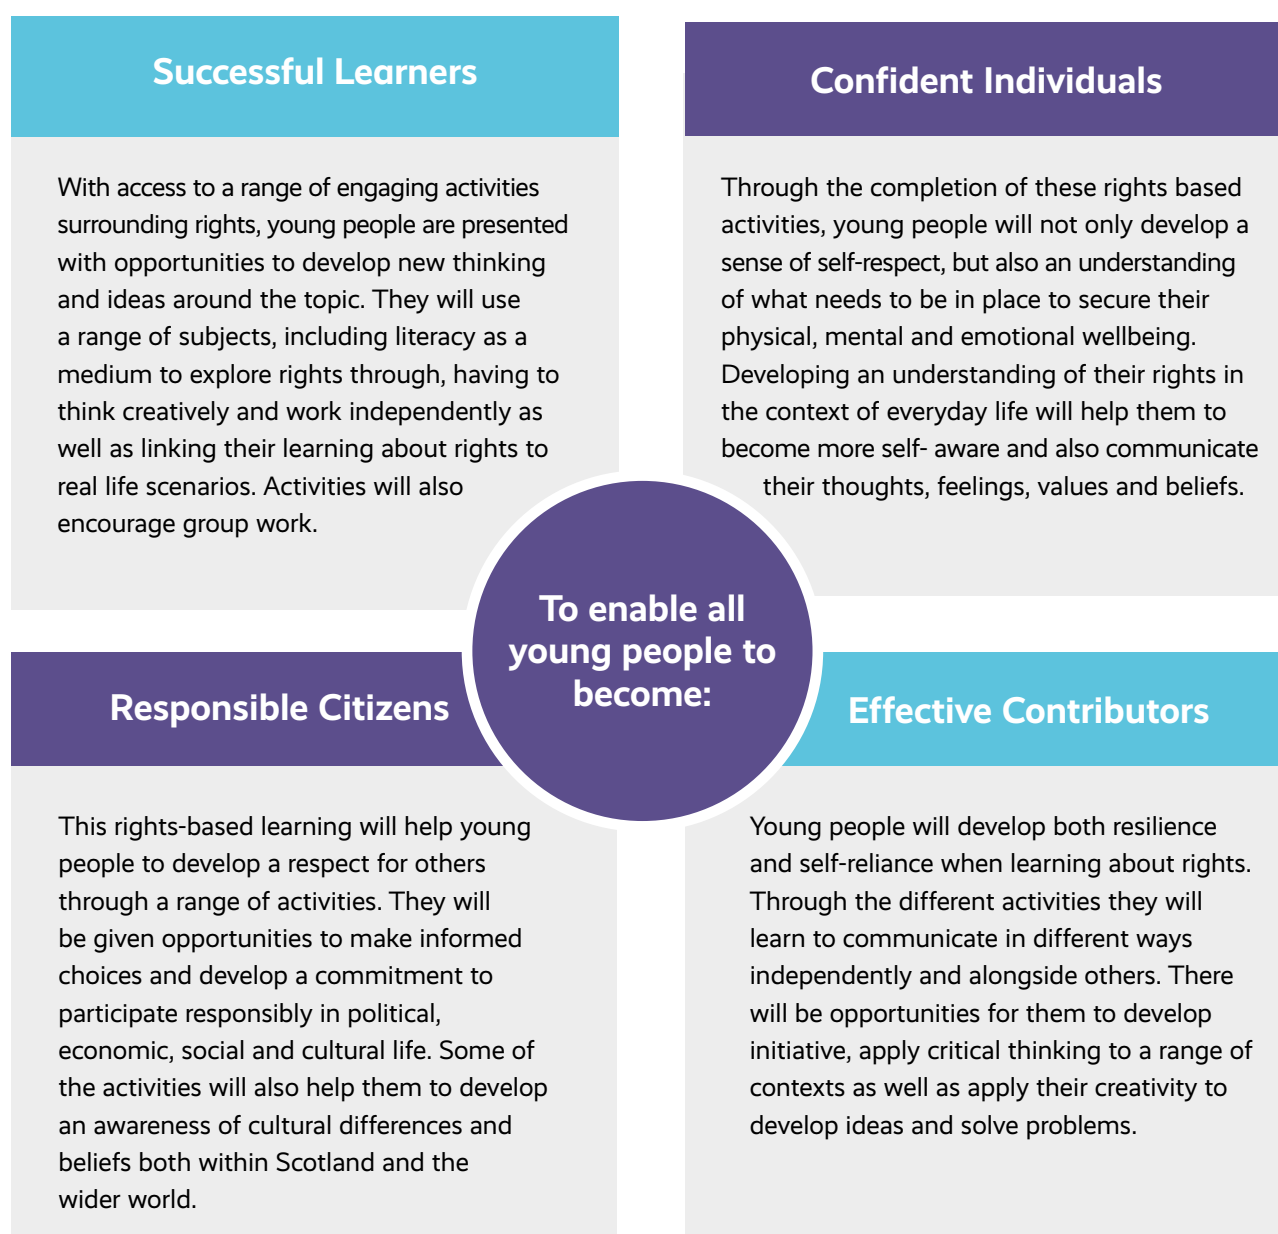 Successful Learners
With access to a range of engaging activities
surrounding rights, young people are presented
with opportunities to develop new thinking
and ideas around the topic. They will use
a range of subjects, including literacy as a
medium to explore rights through, having to
think creatively and work independently as
well as linking their learning about rights to
real life scenarios. Activities will also
encourage group work.
Confident Individuals
Through the completion of these rights based
activities, young people will not only develop a
sense of self-respect, but also an understanding
of what needs to be in place to secure their
physical, mental and emotional wellbeing.
Developing an understanding of their rights in
the context of everyday life will help them to
become more self- aware and also communicate
their thoughts, feelings, values and beliefs.
To enable all
young people to
become:
Responsible Citizens
This rights-based learning will help young
people to develop a respect for others
through a range of activities. They will
be given opportunities to make informed
choices and develop a commitment to
participate responsibly in political,
economic, social and cultural life. Some of
the activities will also help them to develop
an awareness of cultural differences and
beliefs both within Scotland and the
wider world.
Effective Contributors
Young people will develop both resilience
and self-reliance when learning about rights.
Through the different activities they will
learn to communicate in different ways
independently and alongside others. There
will be opportunities for them to develop
initiative, apply critical thinking to a range of
contexts as well as apply their creativity to
develop ideas and solve problems.